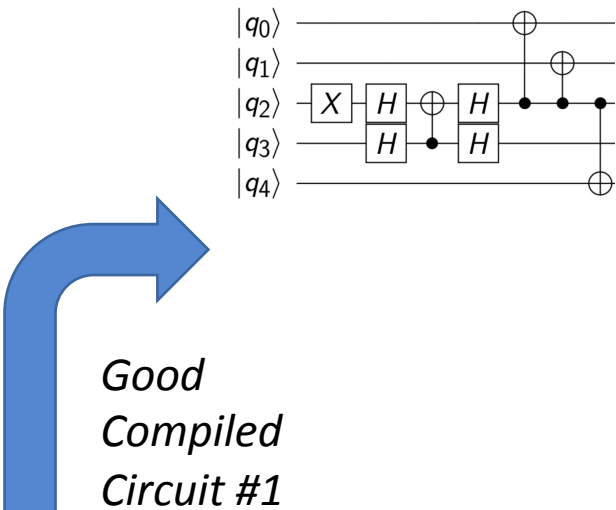 |q0⟩
|q1⟩
|q2⟩ X H H
|q3⟩ H H
|q4⟩
Good
Compiled
Circuit #1